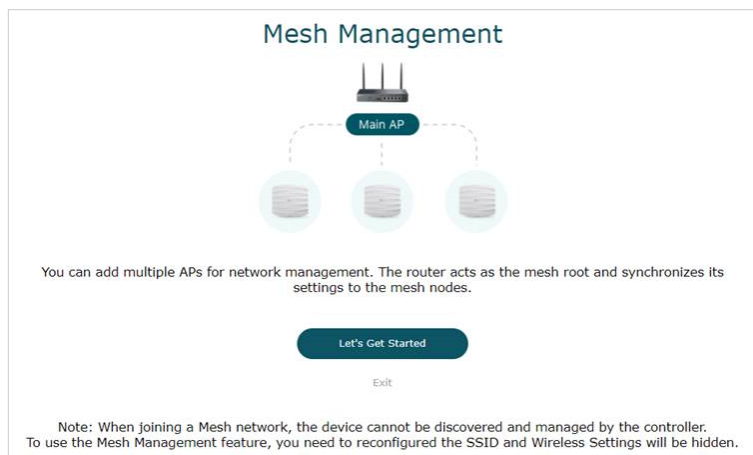 Mesh Management
Main AP
You can add multiple APs for network management. The router acts as the mesh root and synchronizes its
settings to the mesh nodes.
Let's Get Started
Exit
Note: When joining a Mesh network, the device cannot be discovered and managed by the controller.
To use the Mesh Management feature, you need to reconfigured the SSID and Wireless Settings will be hidden.